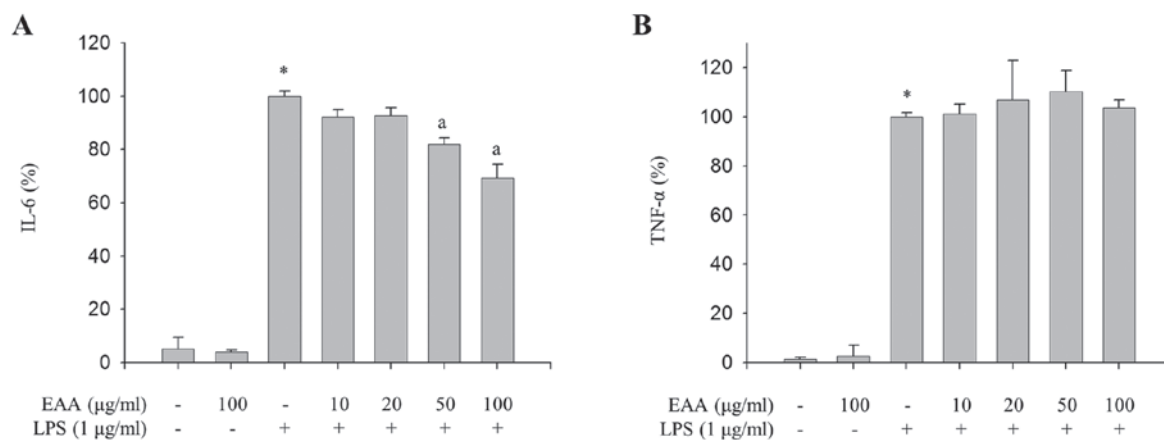 A
120
100
80
60
40
20
0
IL-6 (%)
*
a
a
EAA (μg/ml) - 100 - 10 20 50 100
LPS (1 μg/ml) - - + + + + +
B
120
100
80
60
40
20
0
TNF-α (%)
*
EAA (μg/ml) - 100 - 10 20 50 100
LPS (1 μg/ml) - - + + + + +